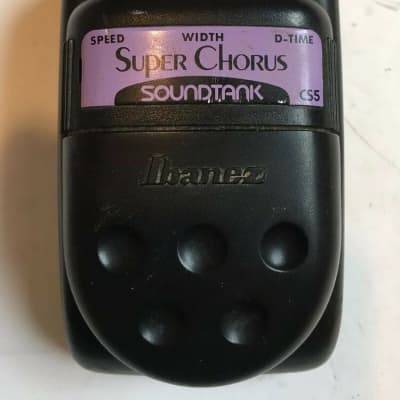 SPEED WIDTH D-TIME
SUPER CHORUS
SOUNDTANK CS5
Ibanez